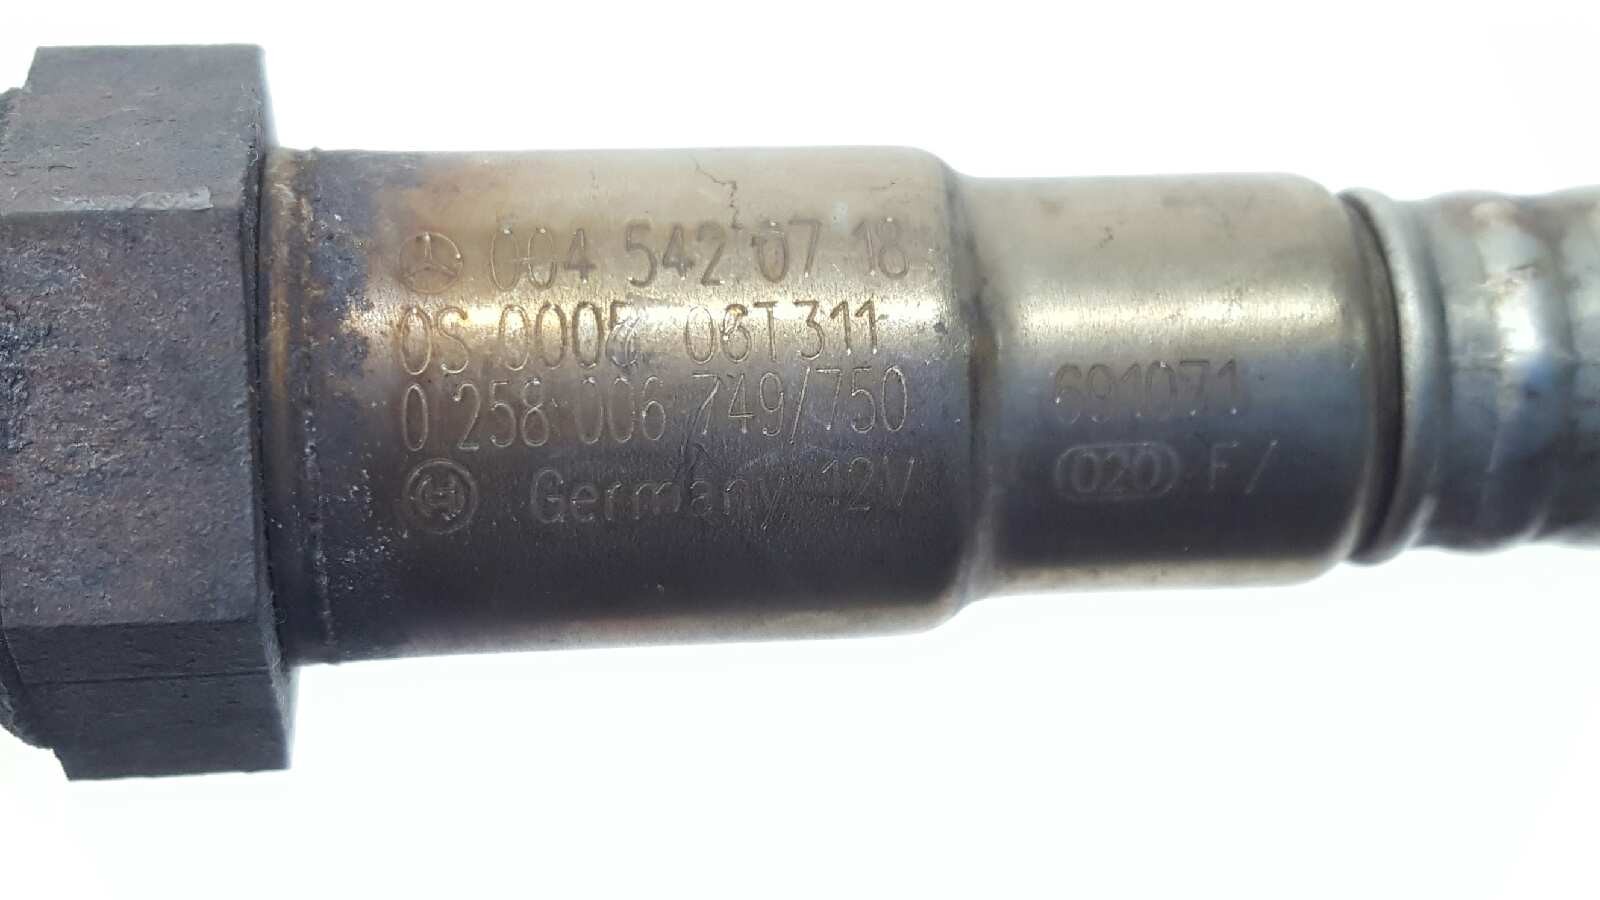 004 542 07 18
0S 0005 06T311
0 258 006 749/750
Germany 12V
691071
020 F/